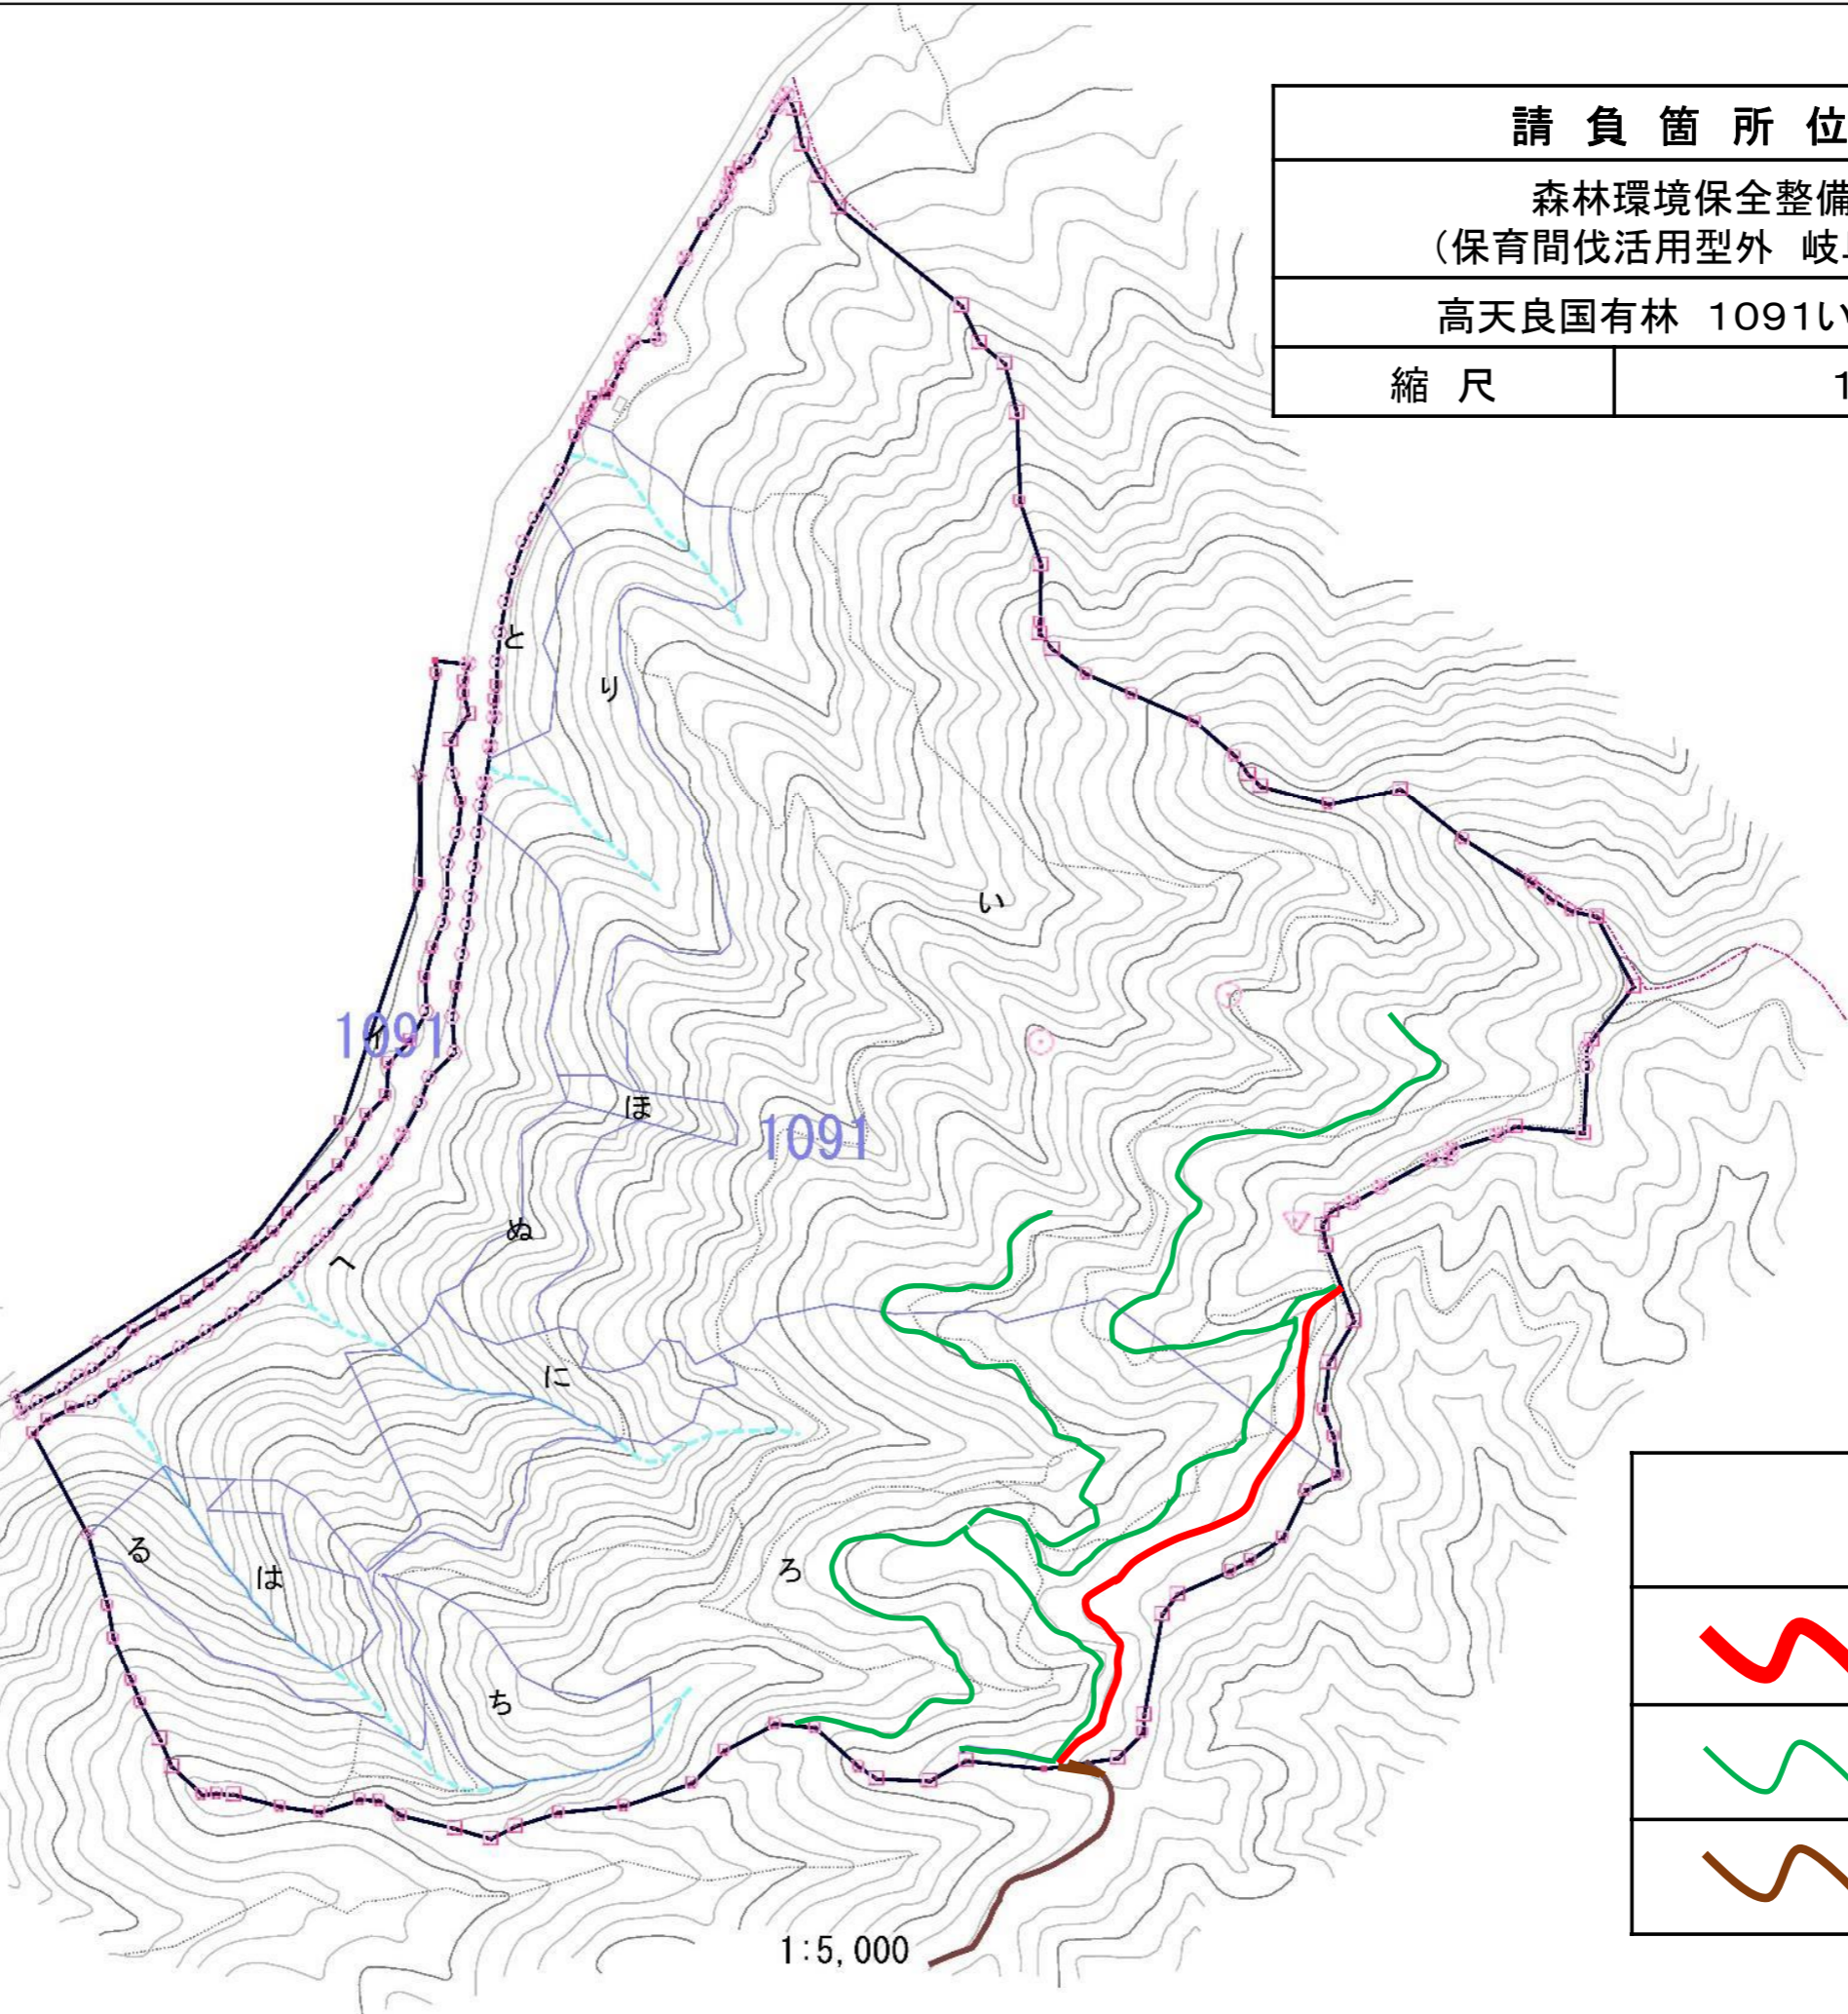 請負箇所位
森林環境保全整備
（保育間伐活用型外 岐
高天良国有林 1091い
縮尺 1
と
り
い
1091
イ
ほ
1091
ぬ
へ
に
る
は
ろ
ち
1:5,000